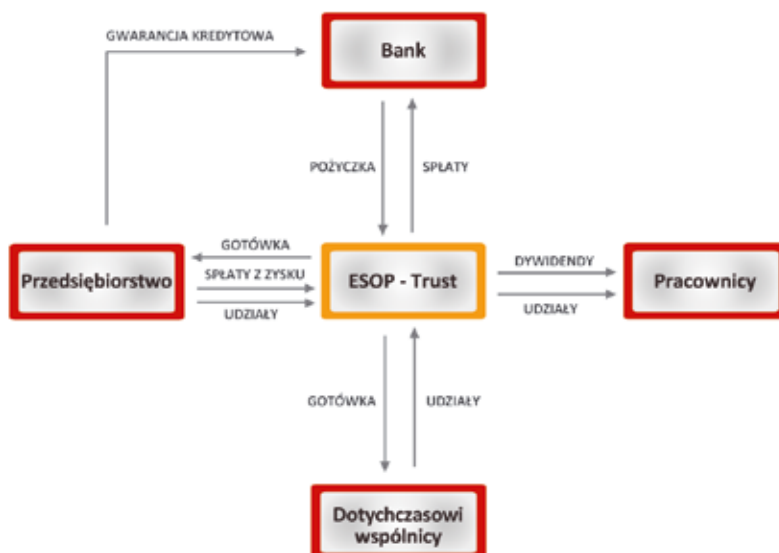 GWARANCJA KREDYTOWA
Bank
POŻYCZKA
SPŁATY
GOTÓWKA
DYWIDENDY
Przedsiębiorstwo
SPŁATY Z ZYSKU
ESOP - Trust
Pracownicy
UDZIAŁY
UDZIAŁY
GOTÓWKA
UDZIAŁY
Dotychczasowi
wspólnicy